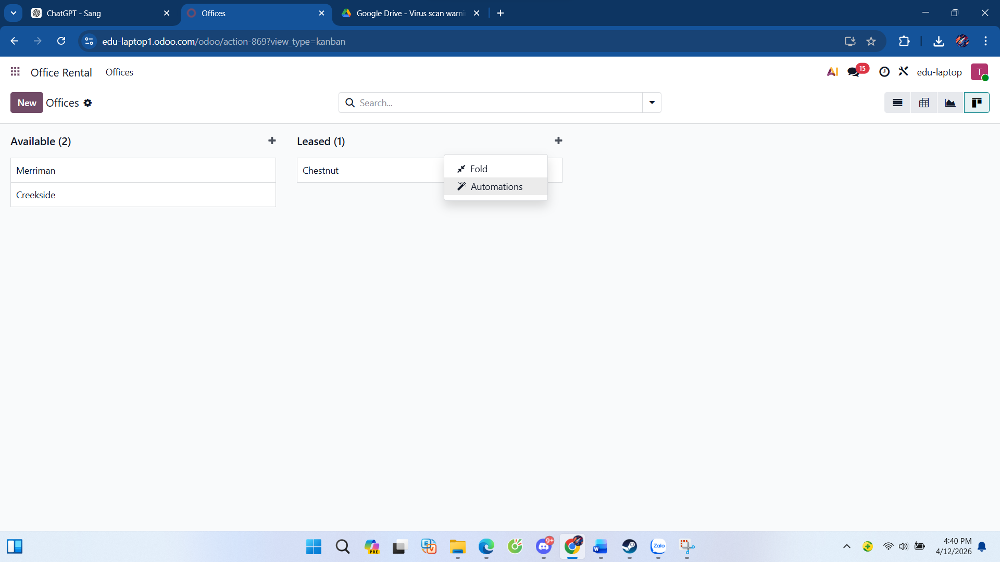 ChatGPT - Sang
Offices
Google Drive - Virus scan warni
edu-laptop1.odoo.com/odoo/action-869?view_type=kanban
Office Rental
Offices
AI
15
edu-laptop
T
New
Offices
Search...
Available (2)
Leased (1)
Merriman
Chestnut
Fold
Creekside
Automations
PRE
E
V
9+
W
Zalo
4:40 PM
4/12/2026